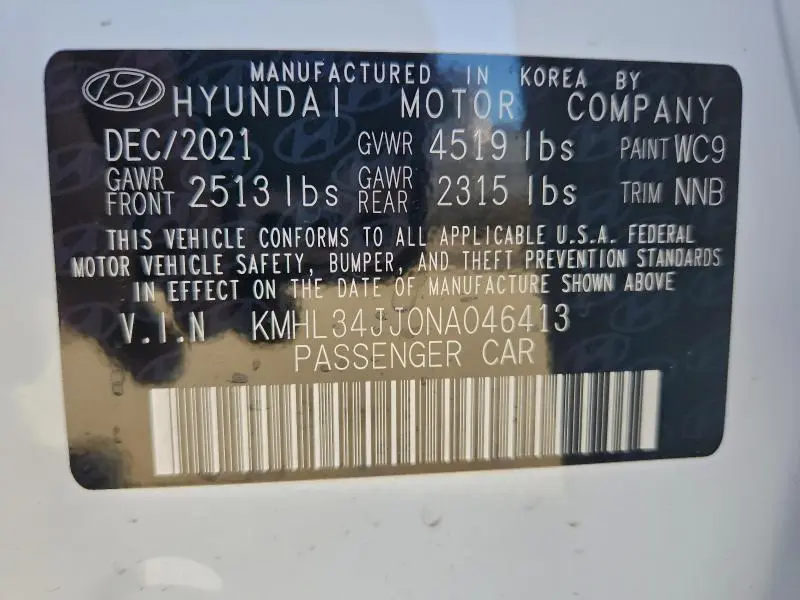 MANUFACTURED IN KOREA BY
HYUNDAI MOTOR COMPANY
DEC/2021 GVWR 4519 lbs PAINT WC9
GAWR FRONT 2513 lbs GAWR REAR 2315 lbs TRIM NNB
THIS VEHICLE CONFORMS TO ALL APPLICABLE U.S.A. FEDERAL
MOTOR VEHICLE SAFETY, BUMPER, AND THEFT PREVENTION STANDARDS
IN EFFECT ON THE DATE OF MANUFACTURE SHOWN ABOVE
V.I.N KMHL34JJ0NA046413
PASSENGER CAR